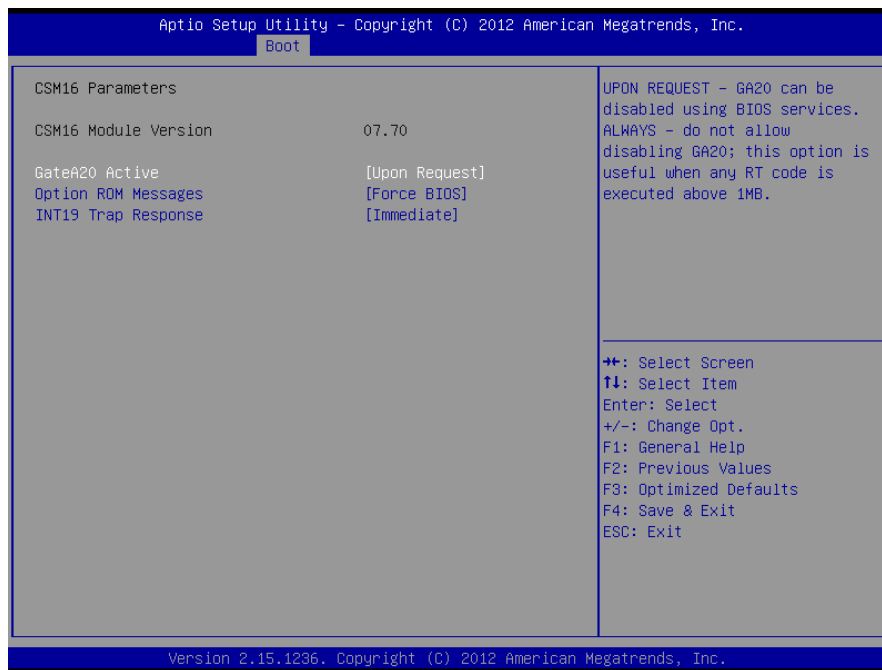 Aptio Setup Utility – Copyright (C) 2012 American Megatrends, Inc.
Boot
CSM16 Parameters
CSM16 Module Version 07.70
GateA20 Active [Upon Request]
Option ROM Messages [Force BIOS]
INT19 Trap Response [Immediate]
UPON REQUEST – GA20 can be
disabled using BIOS services.
ALWAYS – do not allow
disabling GA20; this option is
useful when any RT code is
executed above 1MB.
→←: Select Screen
↑↓: Select Item
Enter: Select
+/-: Change Opt.
F1: General Help
F2: Previous Values
F3: Optimized Defaults
F4: Save & Exit
ESC: Exit
Version 2.15.1236. Copyright (C) 2012 American Megatrends, Inc.